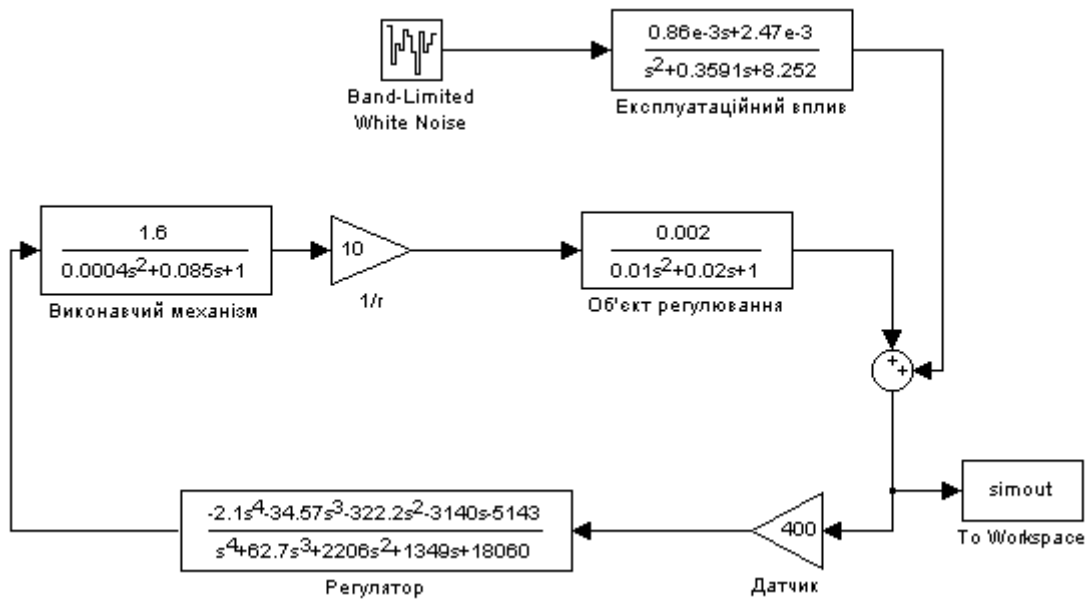 0.86e-3s+2.47e-3
s²+0.3591s+8.252
Band-Limited
White Noise
Експлуатаційний вплив
1.6
0.0004s²+0.085s+1
Виконавчий механізм
10
1/r
0.002
0.01s²+0.02s+1
Об'єкт регулювання
+
+
simout
To Workspace
-2.1s⁴-34.57s³-322.2s²-3140s-5143
s⁴+62.7s³+2206s²+1349s+18060
Регулятор
400
Датчик